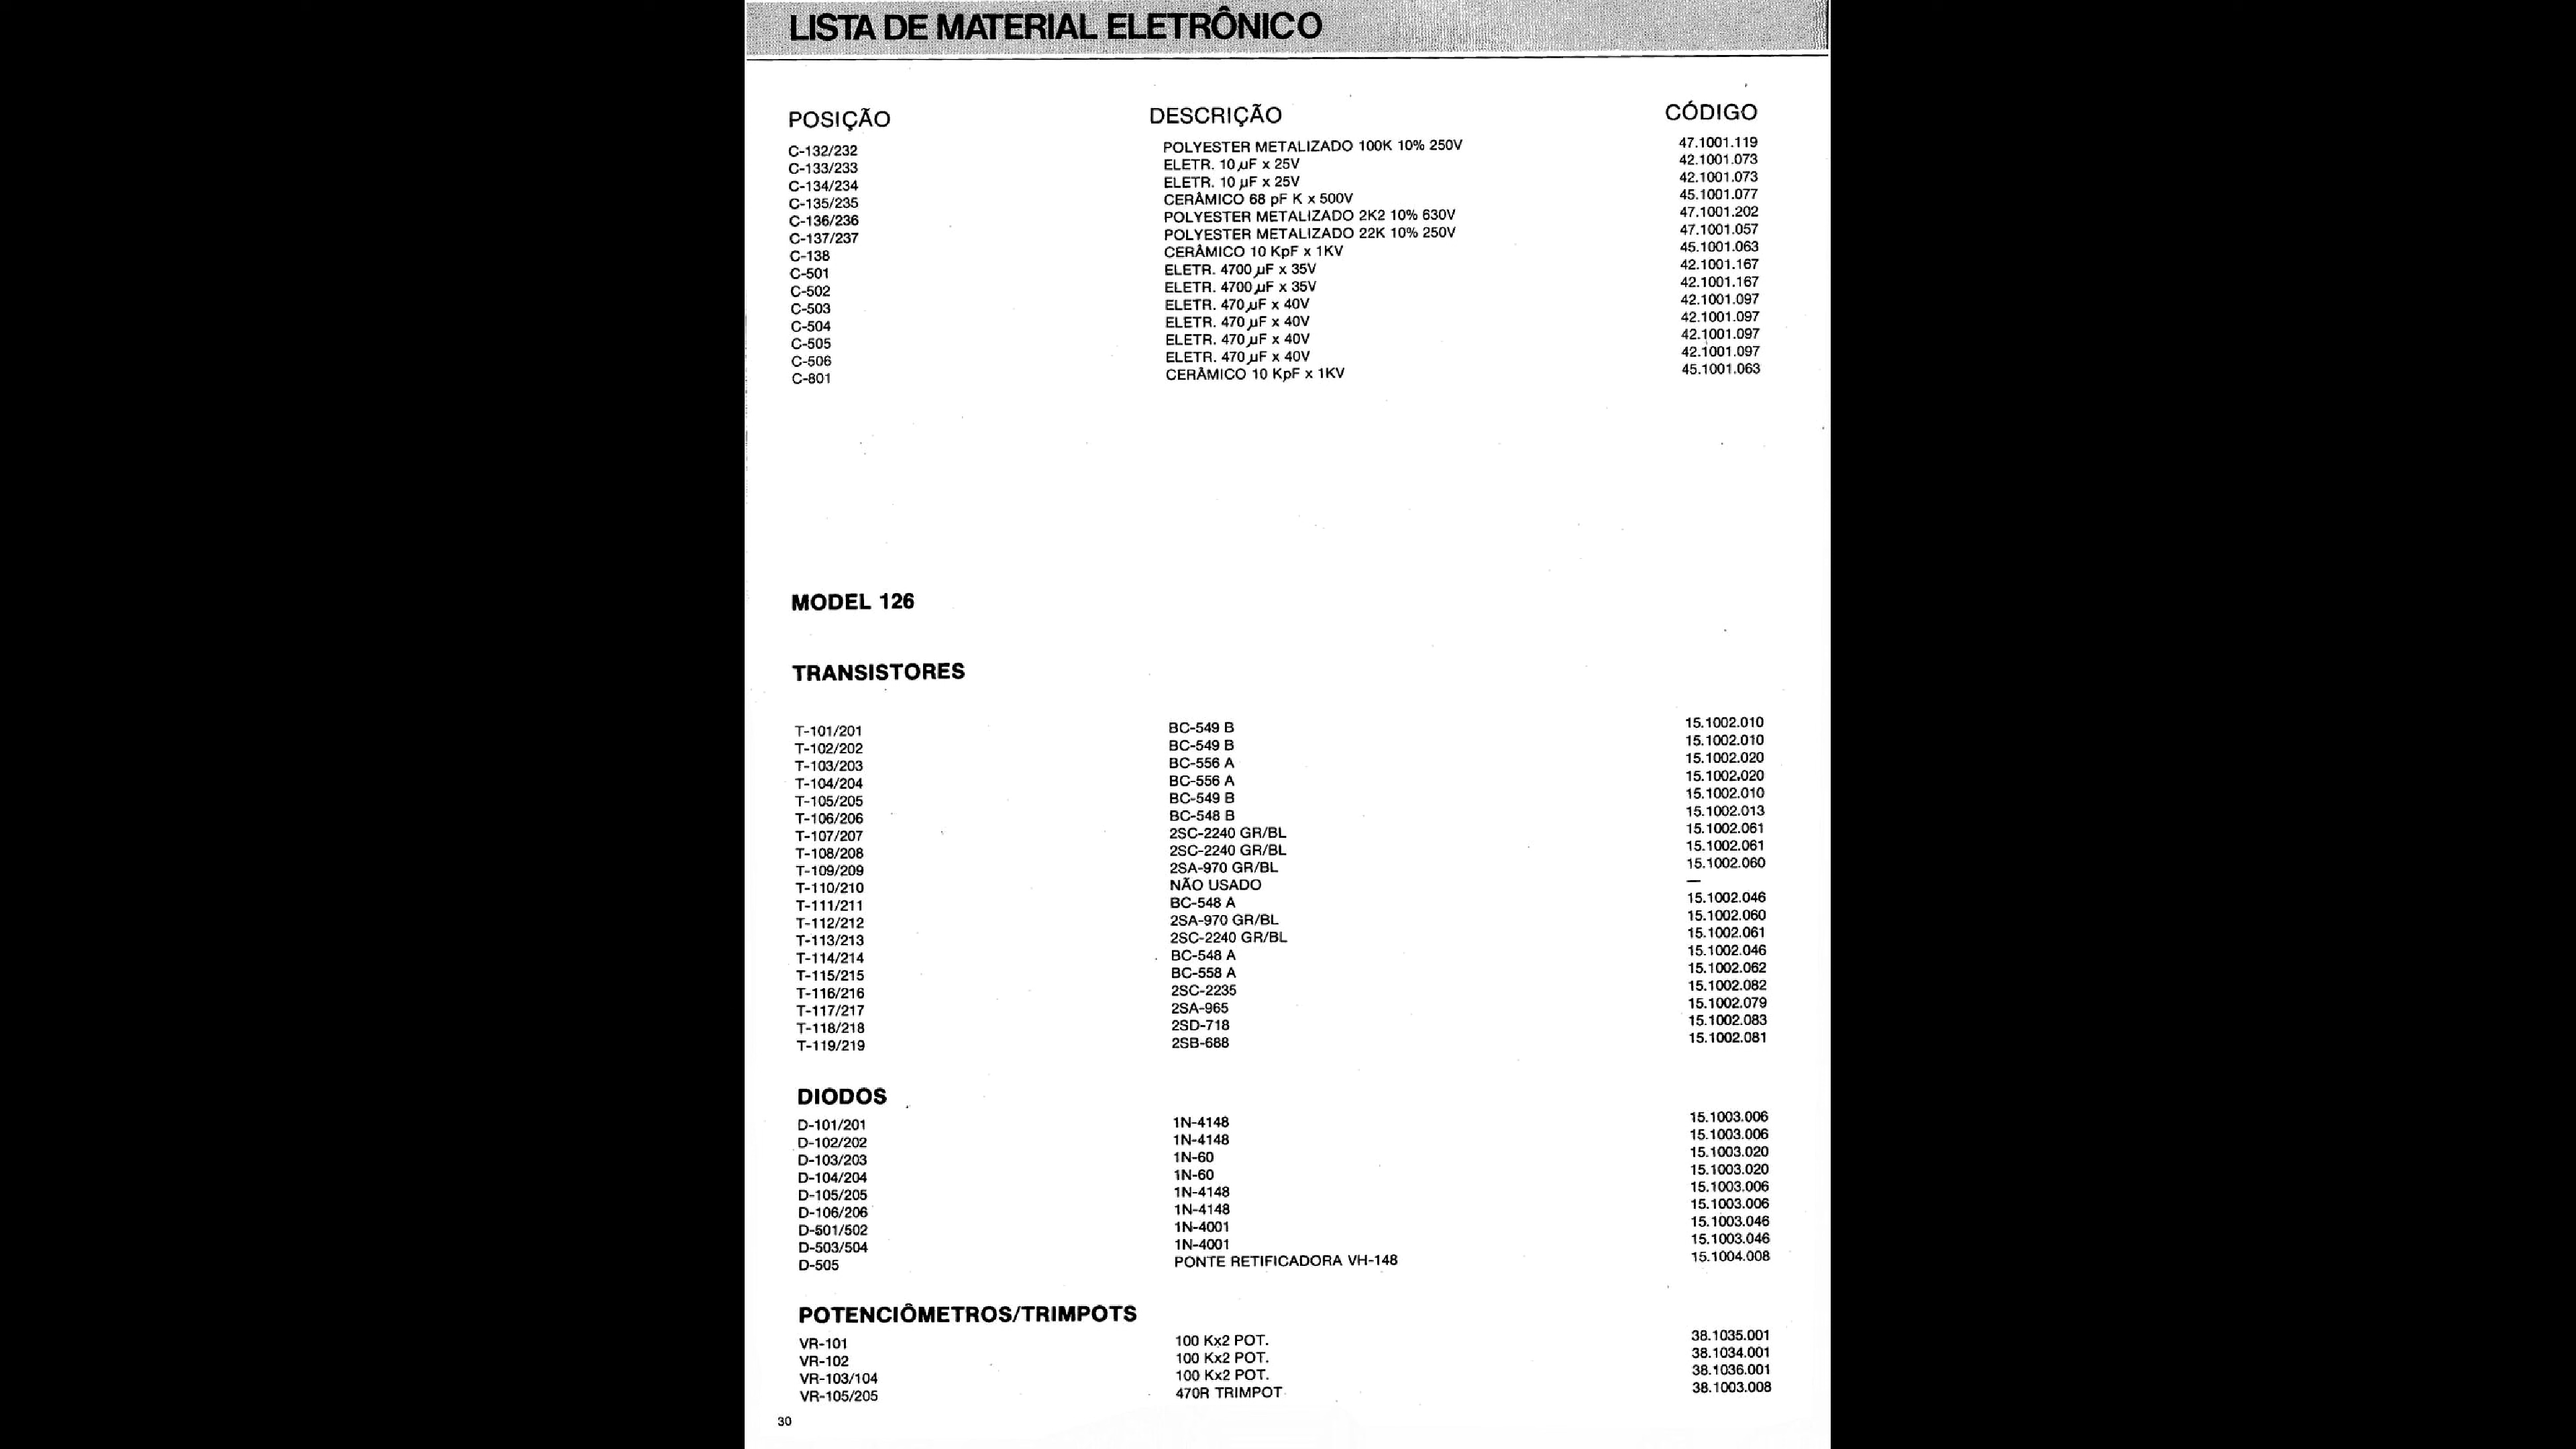 LISTA DE MATERIAL ELETRÔNICO
POSIÇÃO DESCRIÇÃO CÓDIGO
C-132/232 POLYESTER METALIZADO 100K 10% 250V 47.1001.119
C-133/233 ELETR. 10 µF x 25V 42.1001.073
C-134/234 ELETR. 10 µF x 25V 42.1001.073
C-135/235 CERÂMICO 68 pF K x 500V 45.1001.077
C-136/236 POLYESTER METALIZADO 2K2 10% 630V 47.1001.202
C-137/237 POLYESTER METALIZADO 22K 10% 250V 47.1001.057
C-138 CERÂMICO 10 KpF x 1KV 45.1001.063
C-501 ELETR. 4700 µF x 35V 42.1001.167
C-502 ELETR. 4700 µF x 35V 42.1001.167
C-503 ELETR. 470 µF x 40V 42.1001.097
C-504 ELETR. 470 µF x 40V 42.1001.097
C-505 ELETR. 470 µF x 40V 42.1001.097
C-506 ELETR. 470 µF x 40V 42.1001.097
C-801 CERÂMICO 10 KpF x 1KV 45.1001.063
MODEL 126
TRANSISTORES
T-101/201 BC-549 B 15.1002.010
T-102/202 BC-549 B 15.1002.010
T-103/203 BC-556 A 15.1002.020
T-104/204 BC-556 A 15.1002.020
T-105/205 BC-549 B 15.1002.010
T-106/206 BC-548 B 15.1002.013
T-107/207 2SC-2240 GR/BL 15.1002.061
T-108/208 2SC-2240 GR/BL 15.1002.061
T-109/209 2SA-970 GR/BL 15.1002.060
T-110/210 NÃO USADO —
T-111/211 BC-548 A 15.1002.046
T-112/212 2SA-970 GR/BL 15.1002.060
T-113/213 2SC-2240 GR/BL 15.1002.061
T-114/214 BC-548 A 15.1002.046
T-115/215 BC-558 A 15.1002.062
T-116/216 2SC-2235 15.1002.082
T-117/217 2SA-965 15.1002.079
T-118/218 2SD-718 15.1002.083
T-119/219 2SB-688 15.1002.081
DIODOS
D-101/201 1N-4148 15.1003.006
D-102/202 1N-4148 15.1003.006
D-103/203 1N-60 15.1003.020
D-104/204 1N-60 15.1003.020
D-105/205 1N-4148 15.1003.006
D-106/206 1N-4148 15.1003.006
D-501/502 1N-4001 15.1003.046
D-503/504 1N-4001 15.1003.046
D-505 PONTE RETIFICADORA VH-148 15.1004.008
POTENCIÔMETROS/TRIMPOTS
VR-101 100 Kx2 POT. 38.1035.001
VR-102 100 Kx2 POT. 38.1034.001
VR-103/104 100 Kx2 POT. 38.1036.001
VR-105/205 470R TRIMPOT 38.1003.008
30